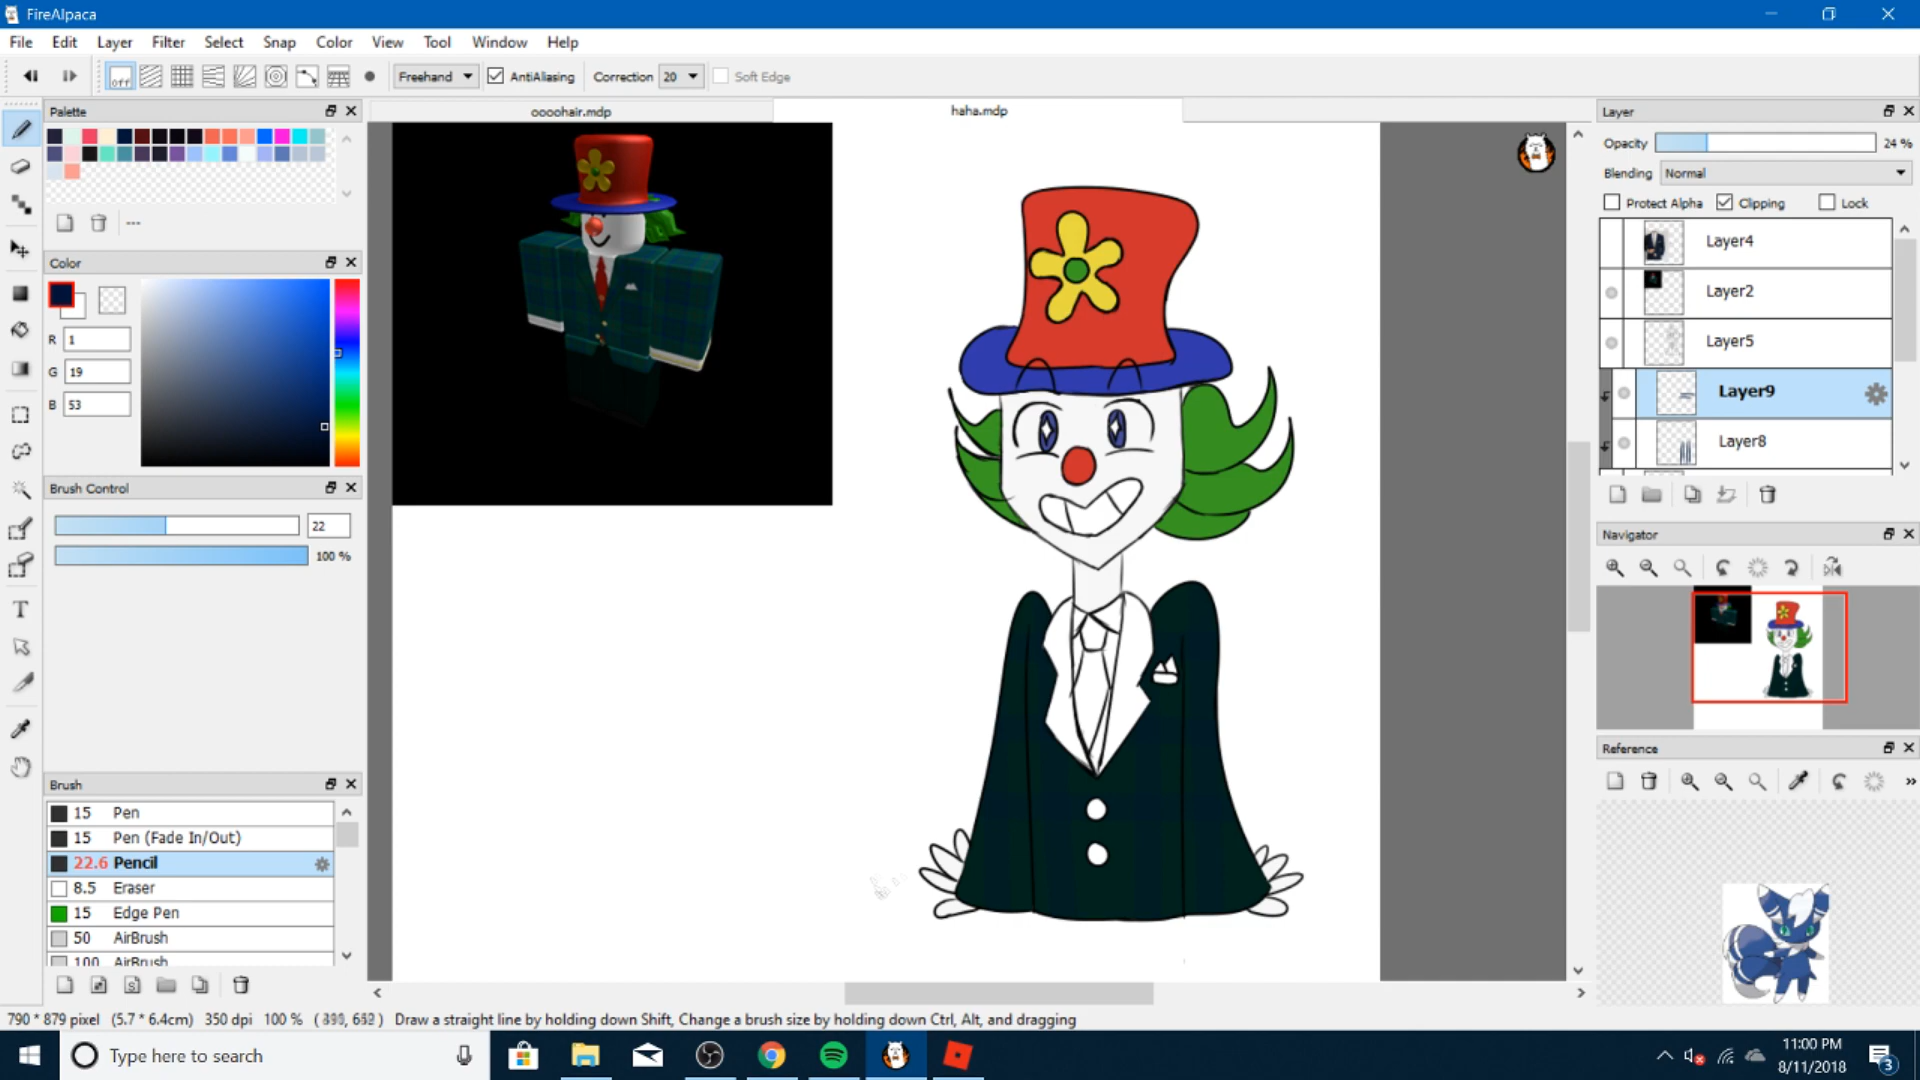 FireAlpaca
File Edit Layer Filter Select Snap Color View Tool Window Help
off Freehand AntiAliasing Correction 20 Soft Edge
Palette
oooohair.mdp
haha.mdp
Layer
Opacity 24 %
Blending Normal
Protect Alpha Clipping Lock
---
Layer4
Color
Layer2
R 1
Layer5
G 19
Layer9
B 53
Layer8
Brush Control
22
100 %
Navigator
Reference
»
Brush
15 Pen
15 Pen (Fade In/Out)
22.6 Pencil
8.5 Eraser
15 Edge Pen
50 AirBrush
100 AirBrush
S
T
790 * 879 pixel (5.7 * 6.4cm) 350 dpi 100 % Draw a straight line by holding down Shift, Change a brush size by holding down Ctrl, Alt, and dragging
Type here to search
11:00 PM
8/11/2018
3